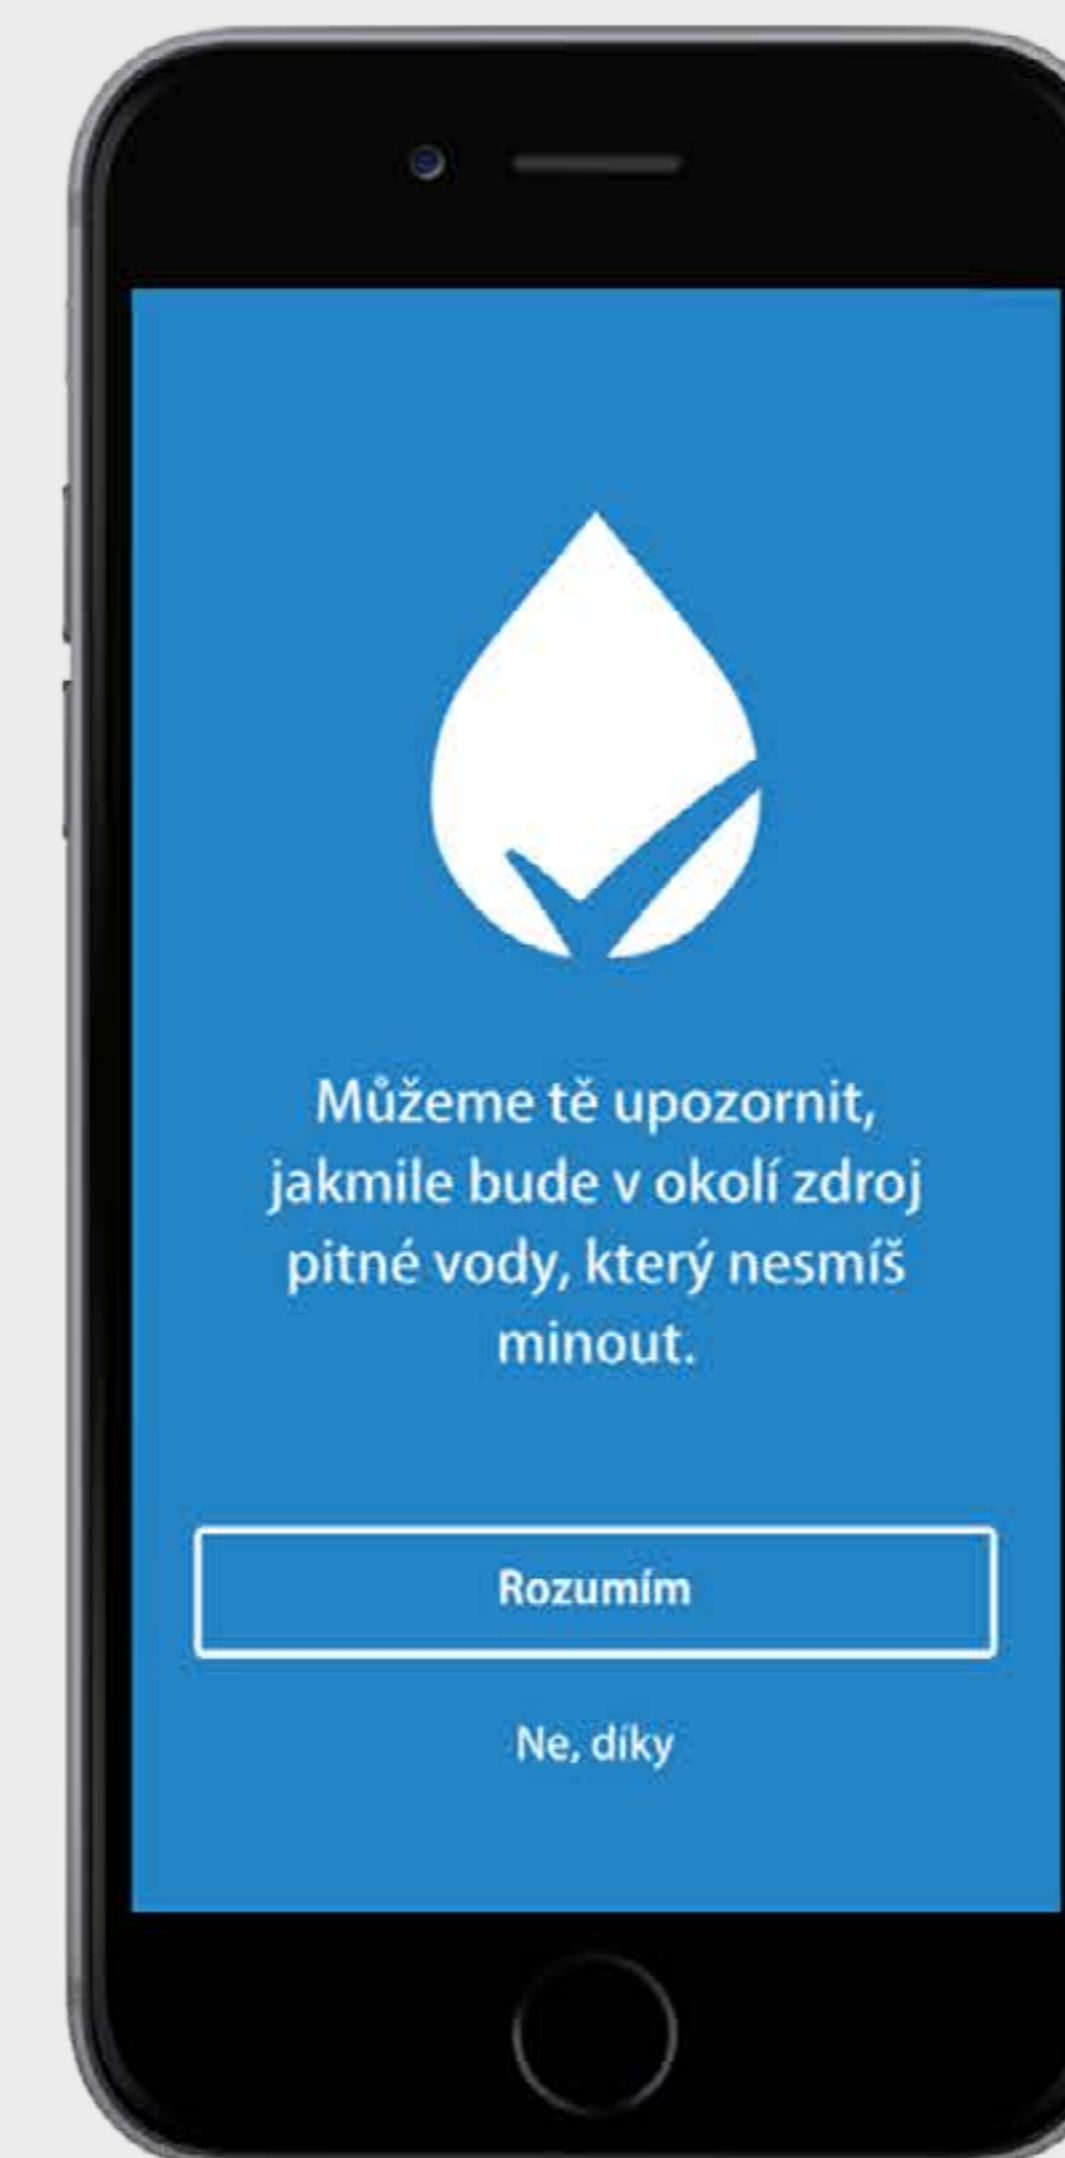 Můžeme tě upozornit,
jakmile bude v okolí zdroj
pitné vody, který nesmíš
minout.
Rozumím
Ne, díky